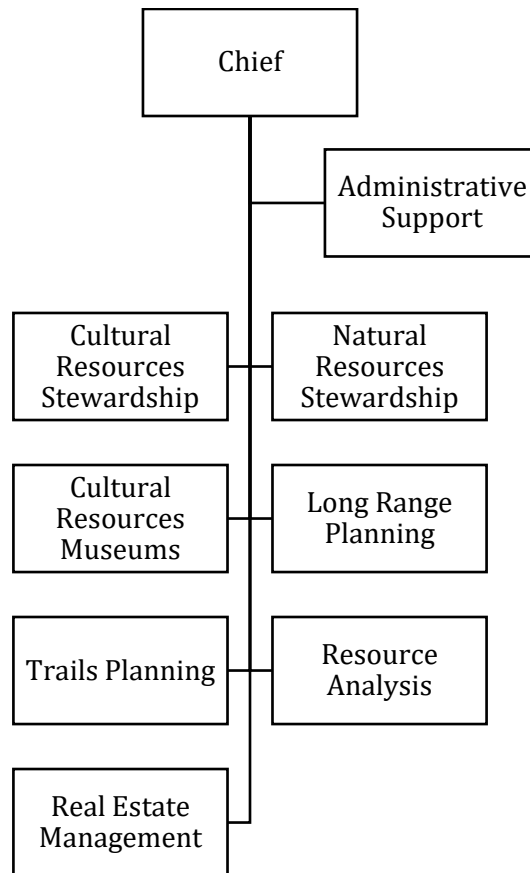 Chief
Administrative
Support
Cultural
Resources
Stewardship
Natural
Resources
Stewardship
Cultural
Resources
Museums
Long Range
Planning
Trails Planning
Resource
Analysis
Real Estate
Management